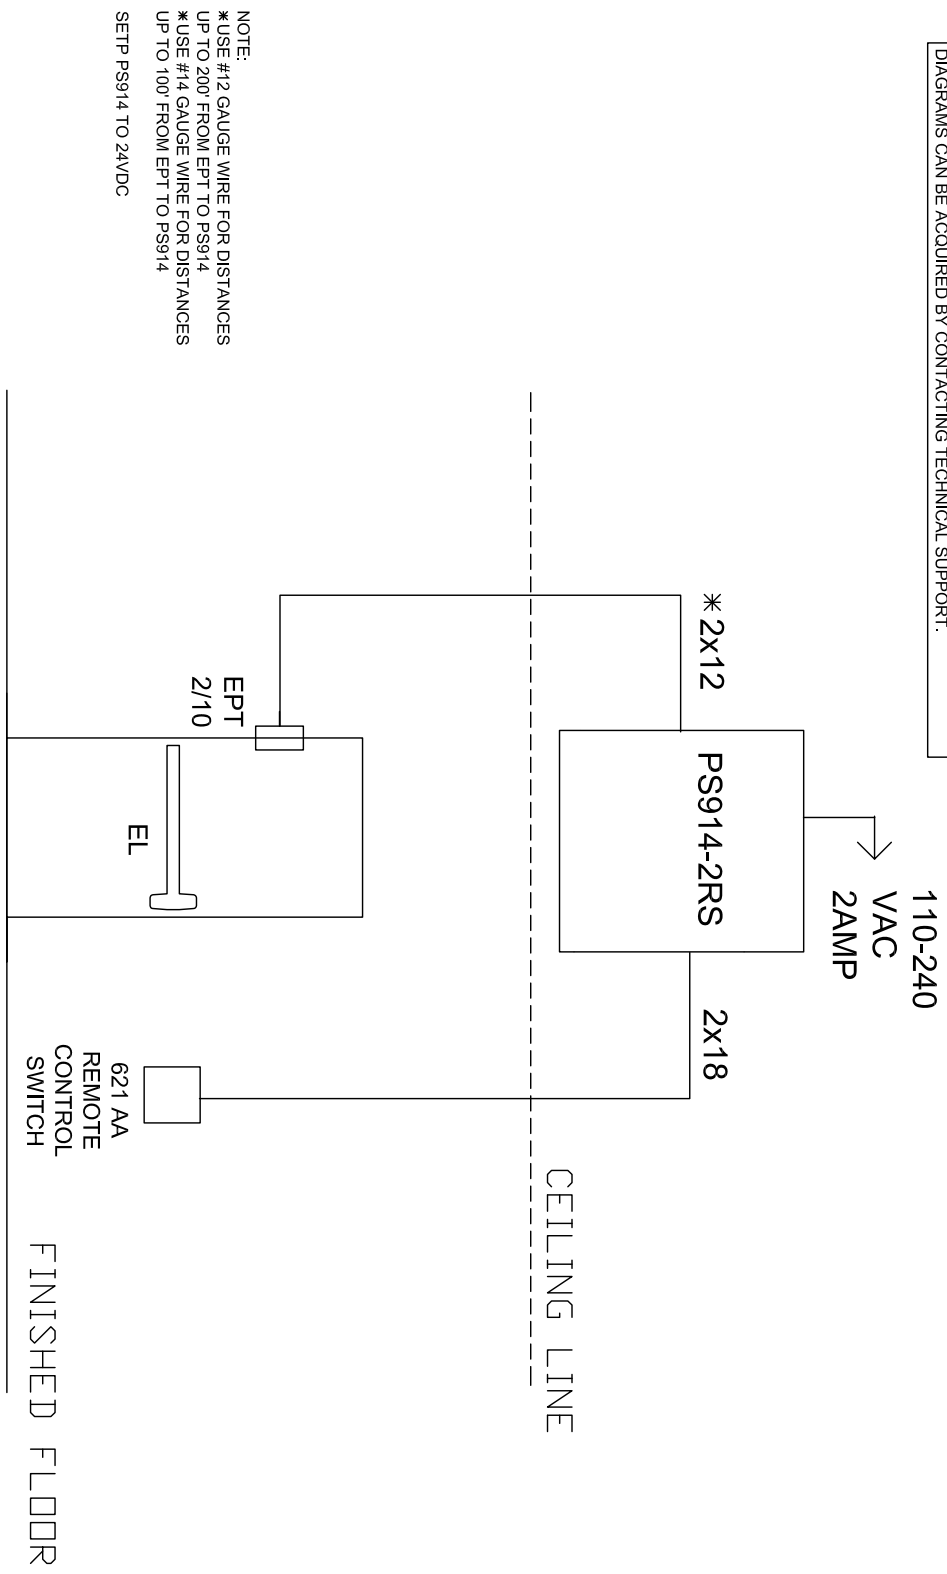 DIAGRAMS CAN BE ACQUIRED BY CONTACTING TECHNICAL SUPPORT.
110-240
VAC
2AMP
*2x12
PS914-2RS
2x18
CEILING LINE
EPT
2/10
EL
621 AA
REMOTE
CONTROL
SWITCH
FINISHED FLOOR
NOTE:
*USE #12 GAUGE WIRE FOR DISTANCES
UP TO 200' FROM EPT TO PS914
*USE #14 GAUGE WIRE FOR DISTANCES
UP TO 100' FROM EPT TO PS914
SETP PS914 TO 24VDC